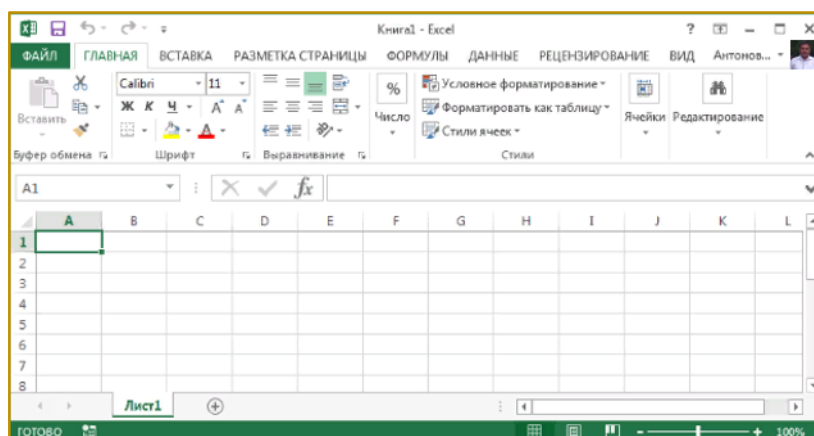 Книга1 - Excel ?
ФАЙЛ ГЛАВНАЯ ВСТАВКА РАЗМЕТКА СТРАНИЦЫ ФОРМУЛЫ ДАННЫЕ РЕЦЕНЗИРОВАНИЕ ВИД Антонов...
Вставить Calibri 11 % Условное форматирование
Ж К Ч А А Число Форматировать как таблицу Ячейки Редактирование
А Стили ячеек
Буфер обмена Шрифт Выравнивание Стили
A1 fx
A B C D E F G H I J K L
1
2
3
4
5
6
7
8
Лист1
ГОТОВО 100%